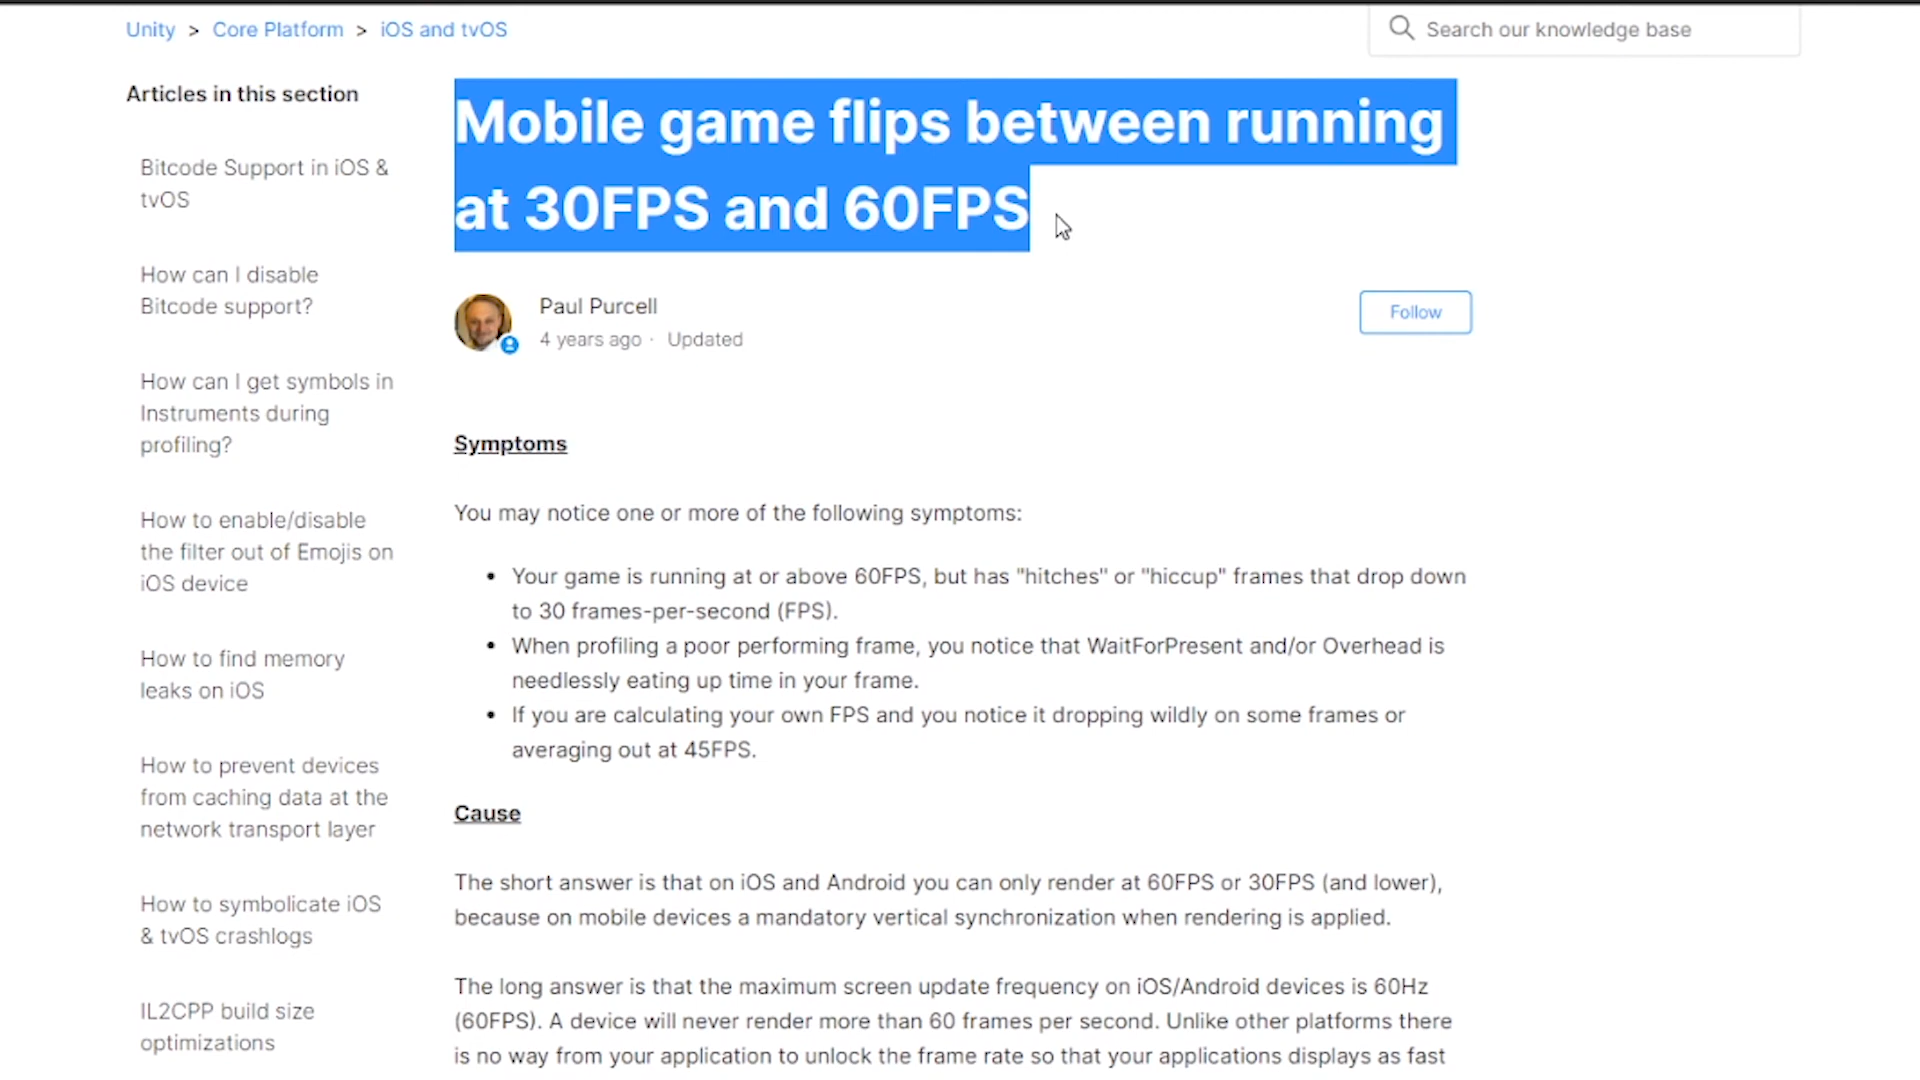 Unity > Core Platform > iOS and tvOS
Search our knowledge base
Articles in this section
Bitcode Support in iOS &
tvOS
How can I disable
Bitcode support?
How can I get symbols in
Instruments during
profiling?
How to enable/disable
the filter out of Emojis on
iOS device
How to find memory
leaks on iOS
How to prevent devices
from caching data at the
network transport layer
How to symbolicate iOS
& tvOS crashlogs
IL2CPP build size
optimizations
Mobile game flips between running
at 30FPS and 60FPS
Paul Purcell
4 years ago · Updated
Follow
Symptoms
You may notice one or more of the following symptoms:
• Your game is running at or above 60FPS, but has "hitches" or "hiccup" frames that drop down
to 30 frames-per-second (FPS).
• When profiling a poor performing frame, you notice that WaitForPresent and/or Overhead is
needlessly eating up time in your frame.
• If you are calculating your own FPS and you notice it dropping wildly on some frames or
averaging out at 45FPS.
Cause
The short answer is that on iOS and Android you can only render at 60FPS or 30FPS (and lower),
because on mobile devices a mandatory vertical synchronization when rendering is applied.
The long answer is that the maximum screen update frequency on iOS/Android devices is 60Hz
(60FPS). A device will never render more than 60 frames per second. Unlike other platforms there
is no way from your application to unlock the frame rate so that your applications displays as fast